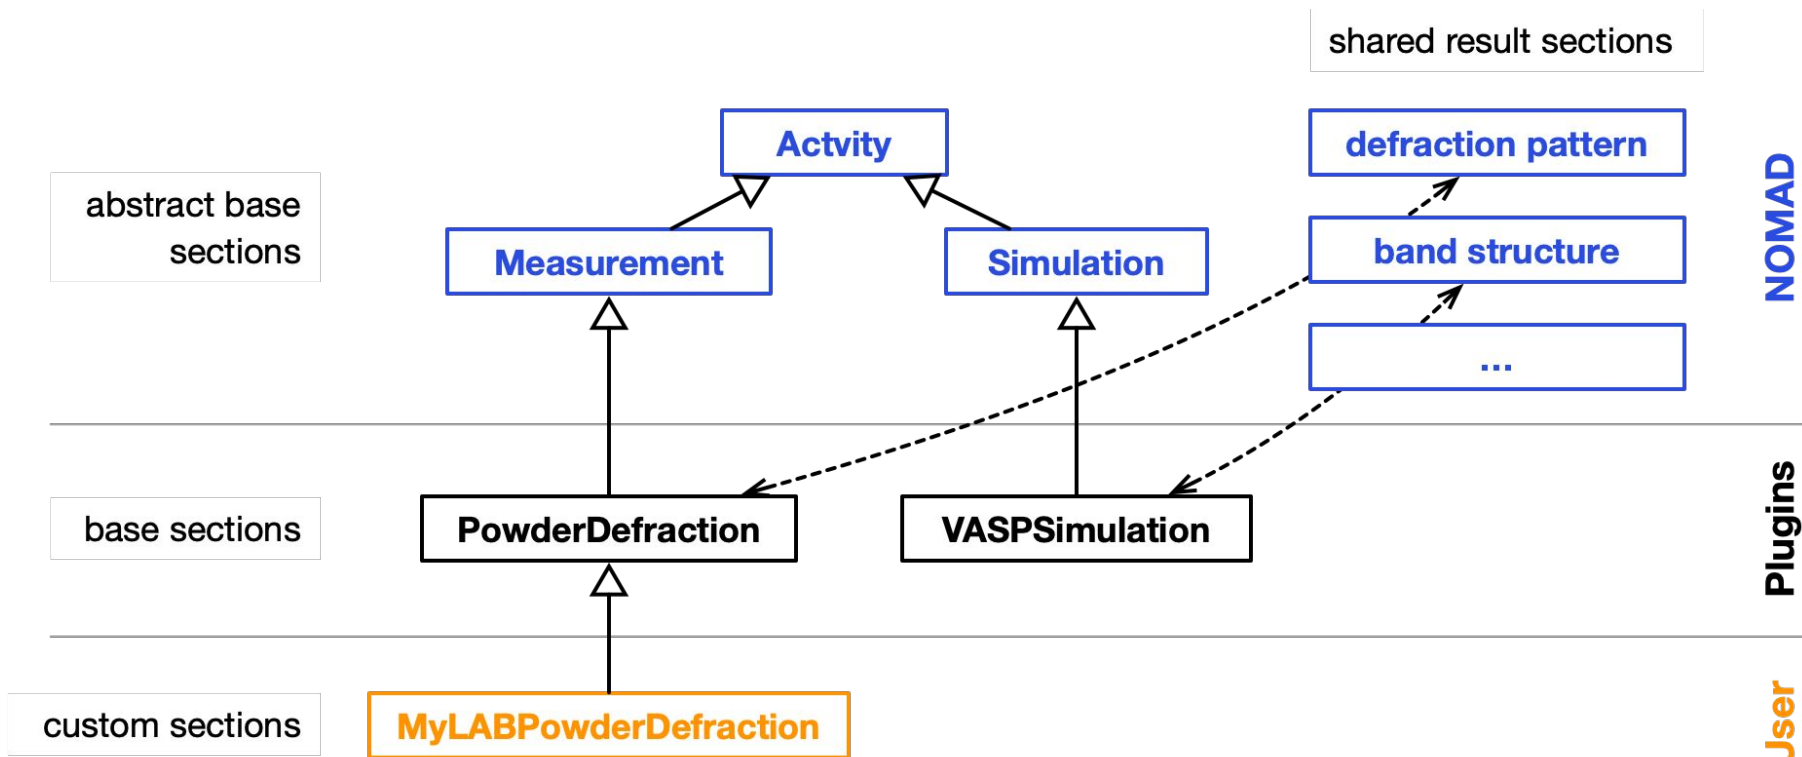 shared result sections
Actvity
defraction pattern
NOMAD
abstract base
sections
Measurement
Simulation
band structure
...
base sections
PowderDefraction
VASPSimulation
Plugins
custom sections
MyLABPowderDefraction
User